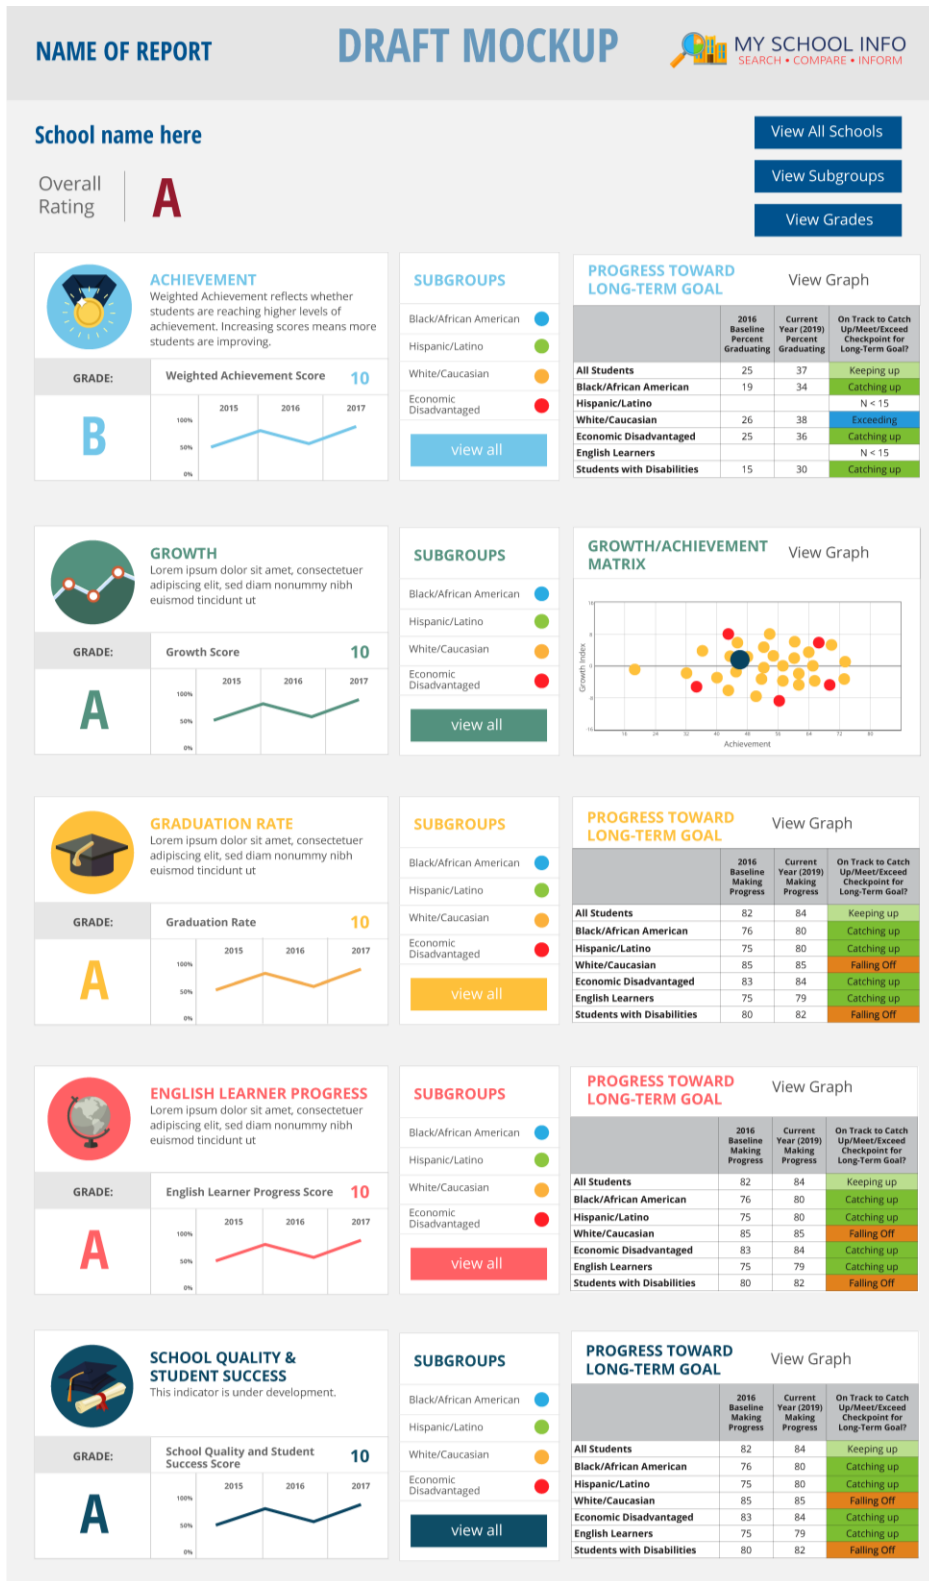 NAME OF REPORT
DRAFT MOCKUP
MY SCHOOL INFO
SEARCH • COMPARE • INFORM
School name here
View All Schools
View Subgroups
View Grades
Overall
Rating
A
ACHIEVEMENT
Weighted Achievement reflects whether
students are reaching higher levels of
achievement. Increasing scores means more
students are improving.
GRADE:
Weighted Achievement Score 10
B
2015 2016 2017
100%
50%
0%
SUBGROUPS
Black/African American
Hispanic/Latino
White/Caucasian
Economic
Disadvantaged
view all
PROGRESS TOWARD
LONG-TERM GOAL
View Graph
2016 Current On Track to Catch
Baseline Year (2019) Up/Meet/Exceed
Percent Percent Checkpoint for
Graduating Graduating Long-Term Goal?
All Students 25 37 Keeping up
Black/African American 19 34 Catching up
Hispanic/Latino N < 15
White/Caucasian 26 38 Exceeding
Economic Disadvantaged 25 36 Catching up
English Learners N < 15
Students with Disabilities 15 30 Catching up
GROWTH
Lorem ipsum dolor sit amet, consectetuer
adipiscing elit, sed diam nonummy nibh
euismod tincidunt ut
GRADE:
Growth Score 10
A
2015 2016 2017
100%
50%
0%
SUBGROUPS
Black/African American
Hispanic/Latino
White/Caucasian
Economic
Disadvantaged
view all
GROWTH/ACHIEVEMENT
MATRIX
View Graph
Growth Index
16 24 32 40 48 56 64 72 80
Achievement
GRADUATION RATE
Lorem ipsum dolor sit amet, consectetuer
adipiscing elit, sed diam nonummy nibh
euismod tincidunt ut
GRADE:
Graduation Rate 10
A
2015 2016 2017
100%
50%
0%
SUBGROUPS
Black/African American
Hispanic/Latino
White/Caucasian
Economic
Disadvantaged
view all
PROGRESS TOWARD
LONG-TERM GOAL
View Graph
2016 Current On Track to Catch
Baseline Year (2019) Up/Meet/Exceed
Making Making Checkpoint for
Progress Progress Long-Term Goal?
All Students 82 84 Keeping up
Black/African American 76 80 Catching up
Hispanic/Latino 75 80 Catching up
White/Caucasian 85 85 Falling Off
Economic Disadvantaged 83 84 Catching up
English Learners 75 79 Catching up
Students with Disabilities 80 82 Falling Off
ENGLISH LEARNER PROGRESS
Lorem ipsum dolor sit amet, consectetuer
adipiscing elit, sed diam nonummy nibh
euismod tincidunt ut
GRADE:
English Learner Progress Score 10
A
2015 2016 2017
100%
50%
0%
SUBGROUPS
Black/African American
Hispanic/Latino
White/Caucasian
Economic
Disadvantaged
view all
PROGRESS TOWARD
LONG-TERM GOAL
View Graph
2016 Current On Track to Catch
Baseline Year (2019) Up/Meet/Exceed
Making Making Checkpoint for
Progress Progress Long-Term Goal?
All Students 82 84 Keeping up
Black/African American 76 80 Catching up
Hispanic/Latino 75 80 Catching up
White/Caucasian 85 85 Falling Off
Economic Disadvantaged 83 84 Catching up
English Learners 75 79 Catching up
Students with Disabilities 80 82 Falling Off
SCHOOL QUALITY &
STUDENT SUCCESS
This indicator is under development.
GRADE:
School Quality and Student
Success Score
10
A
2015 2016 2017
100%
50%
0%
SUBGROUPS
Black/African American
Hispanic/Latino
White/Caucasian
Economic
Disadvantaged
view all
PROGRESS TOWARD
LONG-TERM GOAL
View Graph
2016 Current On Track to Catch
Baseline Year (2019) Up/Meet/Exceed
Making Making Checkpoint for
Progress Progress Long-Term Goal?
All Students 82 84 Keeping up
Black/African American 76 80 Catching up
Hispanic/Latino 75 80 Catching up
White/Caucasian 85 85 Falling Off
Economic Disadvantaged 83 84 Catching up
English Learners 75 79 Catching up
Students with Disabilities 80 82 Falling Off